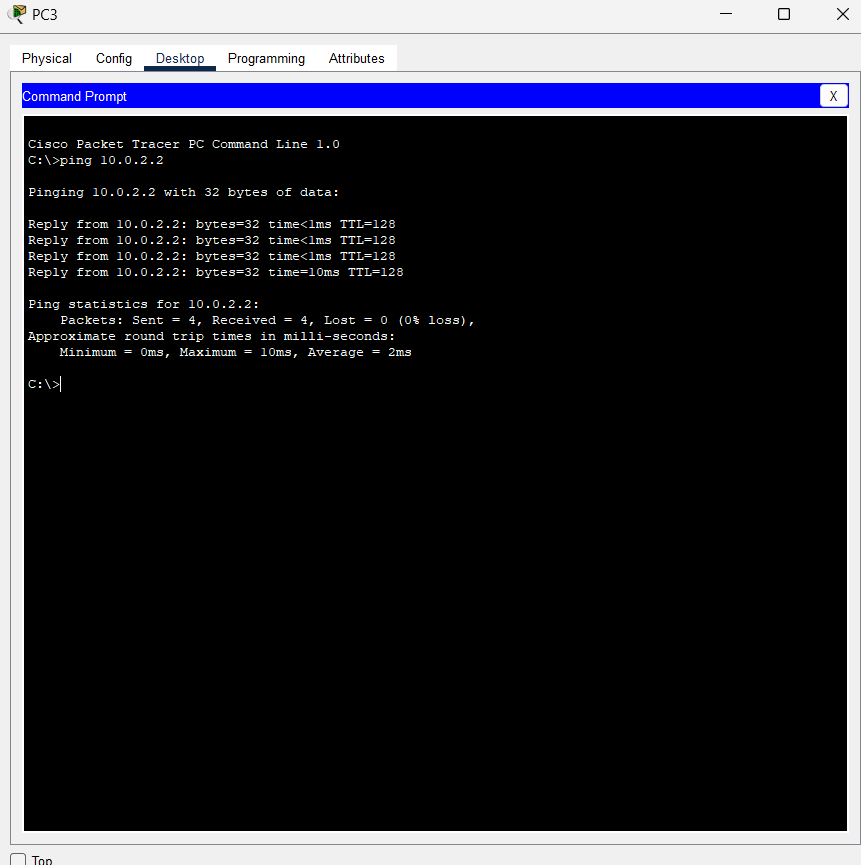 PC3
Physical Config Desktop Programming Attributes
Command Prompt X
Cisco Packet Tracer PC Command Line 1.0
C:\>ping 10.0.2.2
Pinging 10.0.2.2 with 32 bytes of data:
Reply from 10.0.2.2: bytes=32 time<1ms TTL=128
Reply from 10.0.2.2: bytes=32 time<1ms TTL=128
Reply from 10.0.2.2: bytes=32 time<1ms TTL=128
Reply from 10.0.2.2: bytes=32 time=10ms TTL=128
Ping statistics for 10.0.2.2:
Packets: Sent = 4, Received = 4, Lost = 0 (0% loss),
Approximate round trip times in milli-seconds:
Minimum = 0ms, Maximum = 10ms, Average = 2ms
C:\>
Top